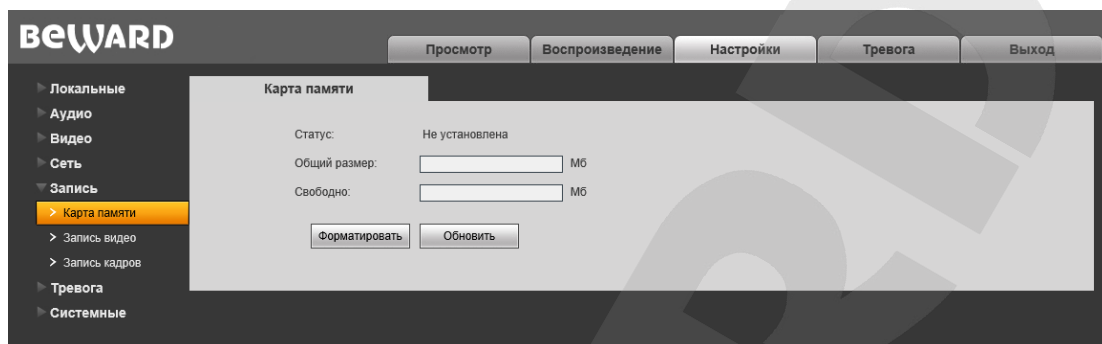 BEWARD
Просмотр Воспроизведение Настройки Тревога Выход
Локальные
Аудио
Видео
Сеть
Запись
Карта памяти
Запись видео
Запись кадров
Тревога
Системные
Карта памяти
Статус: Не установлена
Общий размер: Мб
Свободно: Мб
Форматировать Обновить